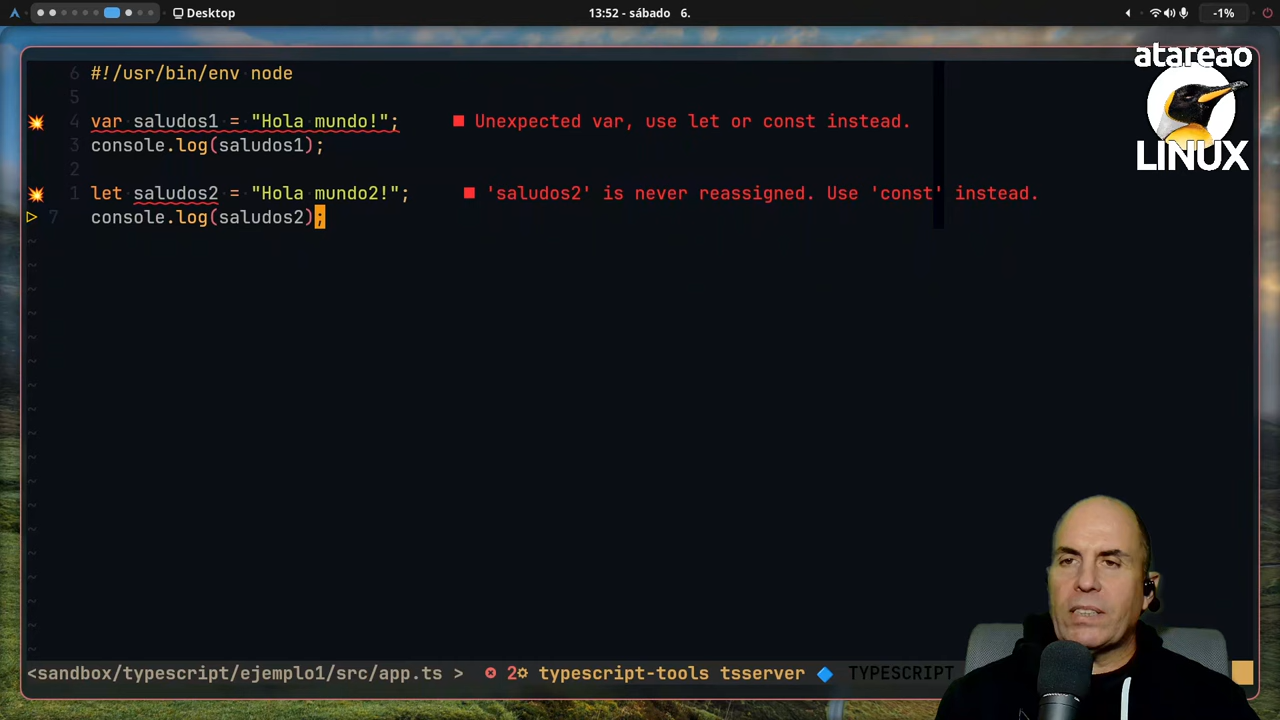 Desktop
13:52 - sábado 6.
-1%
atareao
LINUX
6 #!/usr/bin/env node
5
4 var saludos1 = "Hola mundo!"; ■ Unexpected var, use let or const instead.
3 console.log(saludos1);
2
1 let saludos2 = "Hola mundo2!"; ■ 'saludos2' is never reassigned. Use 'const' instead.
7 console.log(saludos2);
<sandbox/typescript/ejemplo1/src/app.ts > 2 typescript-tools tsserver TYPESCRIPT